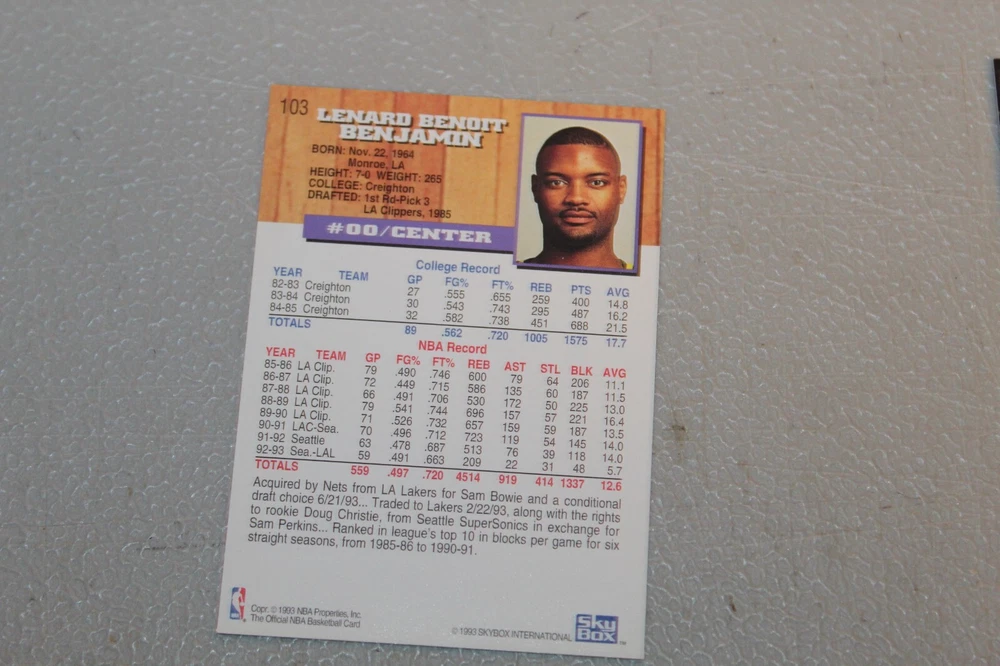 103
LENARD BENOIT
BENJAMIN
BORN: Nov. 22, 1964
Monroe, LA
HEIGHT: 7-0 WEIGHT: 265
COLLEGE: Creighton
DRAFTED: 1st Rd-Pick 3
LA Clippers, 1985
#00/CENTER
College Record
YEAR TEAM GP FG% FT% REB PTS AVG
82-83 Creighton 27 .555 .655 259 400 14.8
83-84 Creighton 30 .543 .743 295 487 16.2
84-85 Creighton 32 .582 .738 451 688 21.5
TOTALS 89 .562 .720 1005 1575 17.7
NBA Record
YEAR TEAM GP FG% FT% REB AST STL BLK AVG
85-86 LA Clip. 79 .490 .746 600 79 64 206 11.1
86-87 LA Clip. 72 .449 .715 586 135 60 187 11.5
87-88 LA Clip. 66 .491 .706 530 172 50 225 13.0
88-89 LA Clip. 79 .541 .744 696 157 57 221 16.4
89-90 LA Clip. 71 .526 .732 657 159 59 187 13.5
90-91 LAC-Sea. 70 .496 .712 723 119 54 145 14.0
91-92 Seattle 63 .478 .687 513 76 39 118 14.0
92-93 Sea.-LAL 59 .491 .663 209 22 31 48 5.7
TOTALS 559 .497 .720 4514 919 414 1337 12.6
Acquired by Nets from LA Lakers for Sam Bowie and a conditional
draft choice 6/21/93... Traded to Lakers 2/22/93, along with the rights
to rookie Doug Christie, from Seattle SuperSonics in exchange for
Sam Perkins... Ranked in league's top 10 in blocks per game for six
straight seasons, from 1985-86 to 1990-91.
Copr. © 1993 NBA Properties, Inc.
The Official NBA Basketball Card
© 1993 SKYBOX INTERNATIONAL
SkyBox™